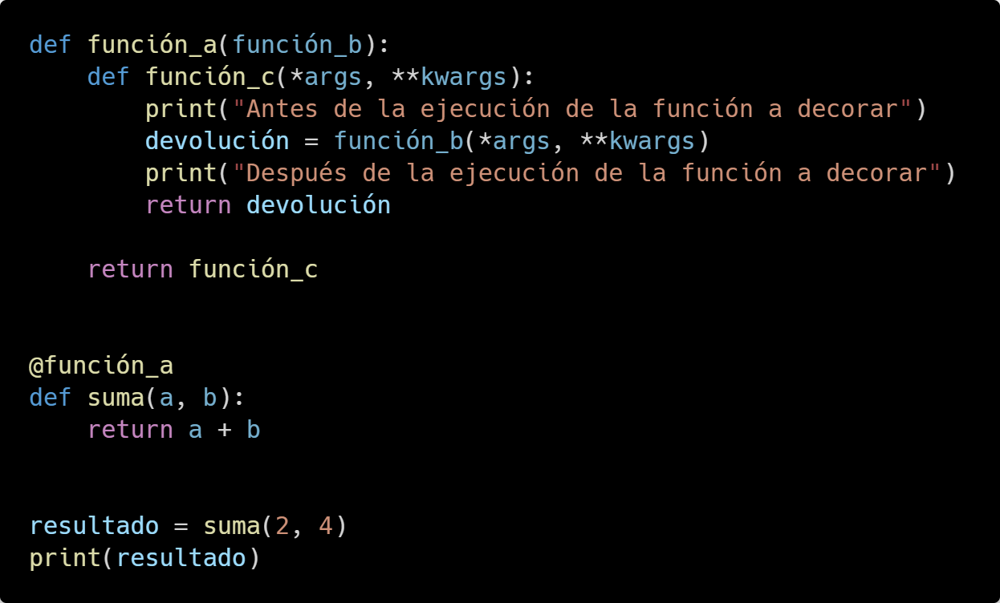 def función_a(función_b):
    def función_c(*args, **kwargs):
        print("Antes de la ejecución de la función a decorar")
        devolución = función_b(*args, **kwargs)
        print("Después de la ejecución de la función a decorar")
        return devolución
    return función_c
@función_a
def suma(a, b):
    return a + b
resultado = suma(2, 4)
print(resultado)